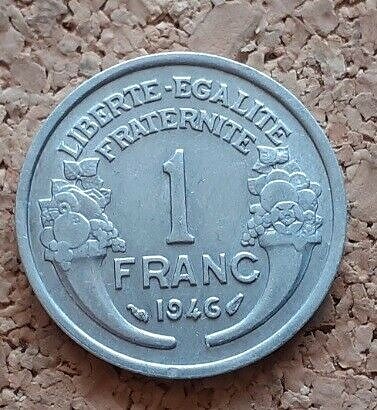 LIBERTE-EGALITE
FRATERNITE
1
FRANC
1946